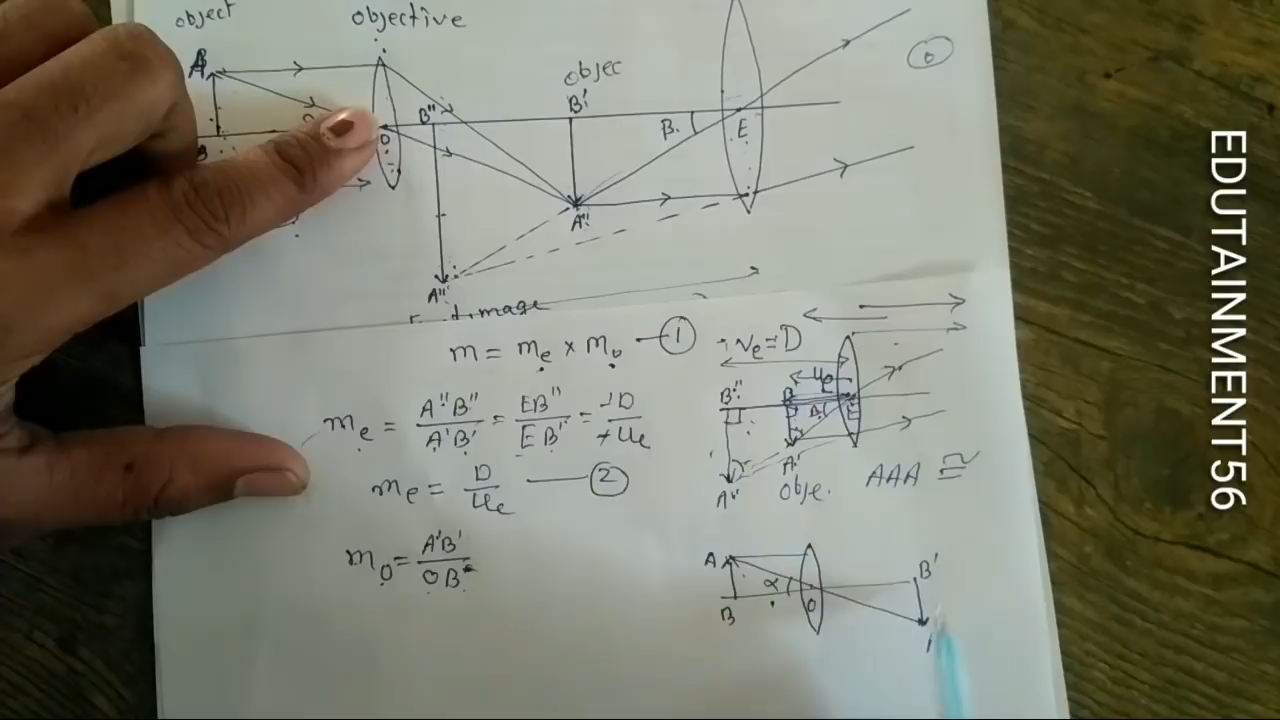 object
objective
A
B
O
B"
objec
B'
A"
β
E
A"'
image
m = me × mo — ①
me = A"B"/A'B' = EB"/EB' = +D/+ue
me = D/ue — ②
mo = A'B'/OB
ve = D
ue
B"
B
E
A"
A'
obje.
AAA ≅
A
B
α
O
B'
EDUTAINMENT56